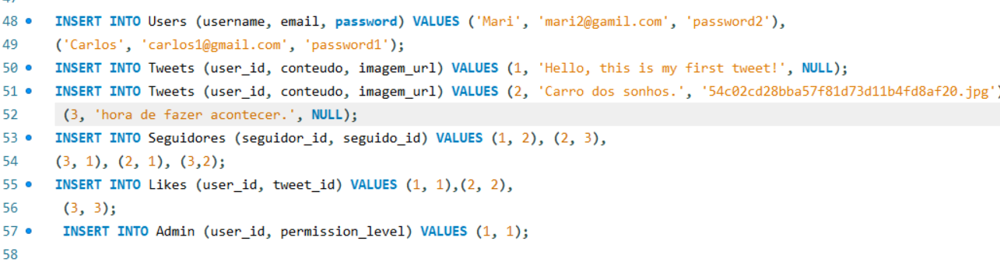 48 INSERT INTO Users (username, email, password) VALUES ('Mari', 'mari2@gamil.com', 'password2'),
49 ('Carlos', 'carlos1@gmail.com', 'password1');
50 INSERT INTO Tweets (user_id, conteudo, imagem_url) VALUES (1, 'Hello, this is my first tweet!', NULL);
51 INSERT INTO Tweets (user_id, conteudo, imagem_url) VALUES (2, 'Carro dos sonhos.', '54c02cd28bba57f81d73d11b4fd8af20.jpg')
52 (3, 'hora de fazer acontecer.', NULL);
53 INSERT INTO Seguidores (seguidor_id, seguido_id) VALUES (1, 2), (2, 3),
54 (3, 1), (2, 1), (3,2);
55 INSERT INTO Likes (user_id, tweet_id) VALUES (1, 1),(2, 2),
56 (3, 3);
57 INSERT INTO Admin (user_id, permission_level) VALUES (1, 1);
58